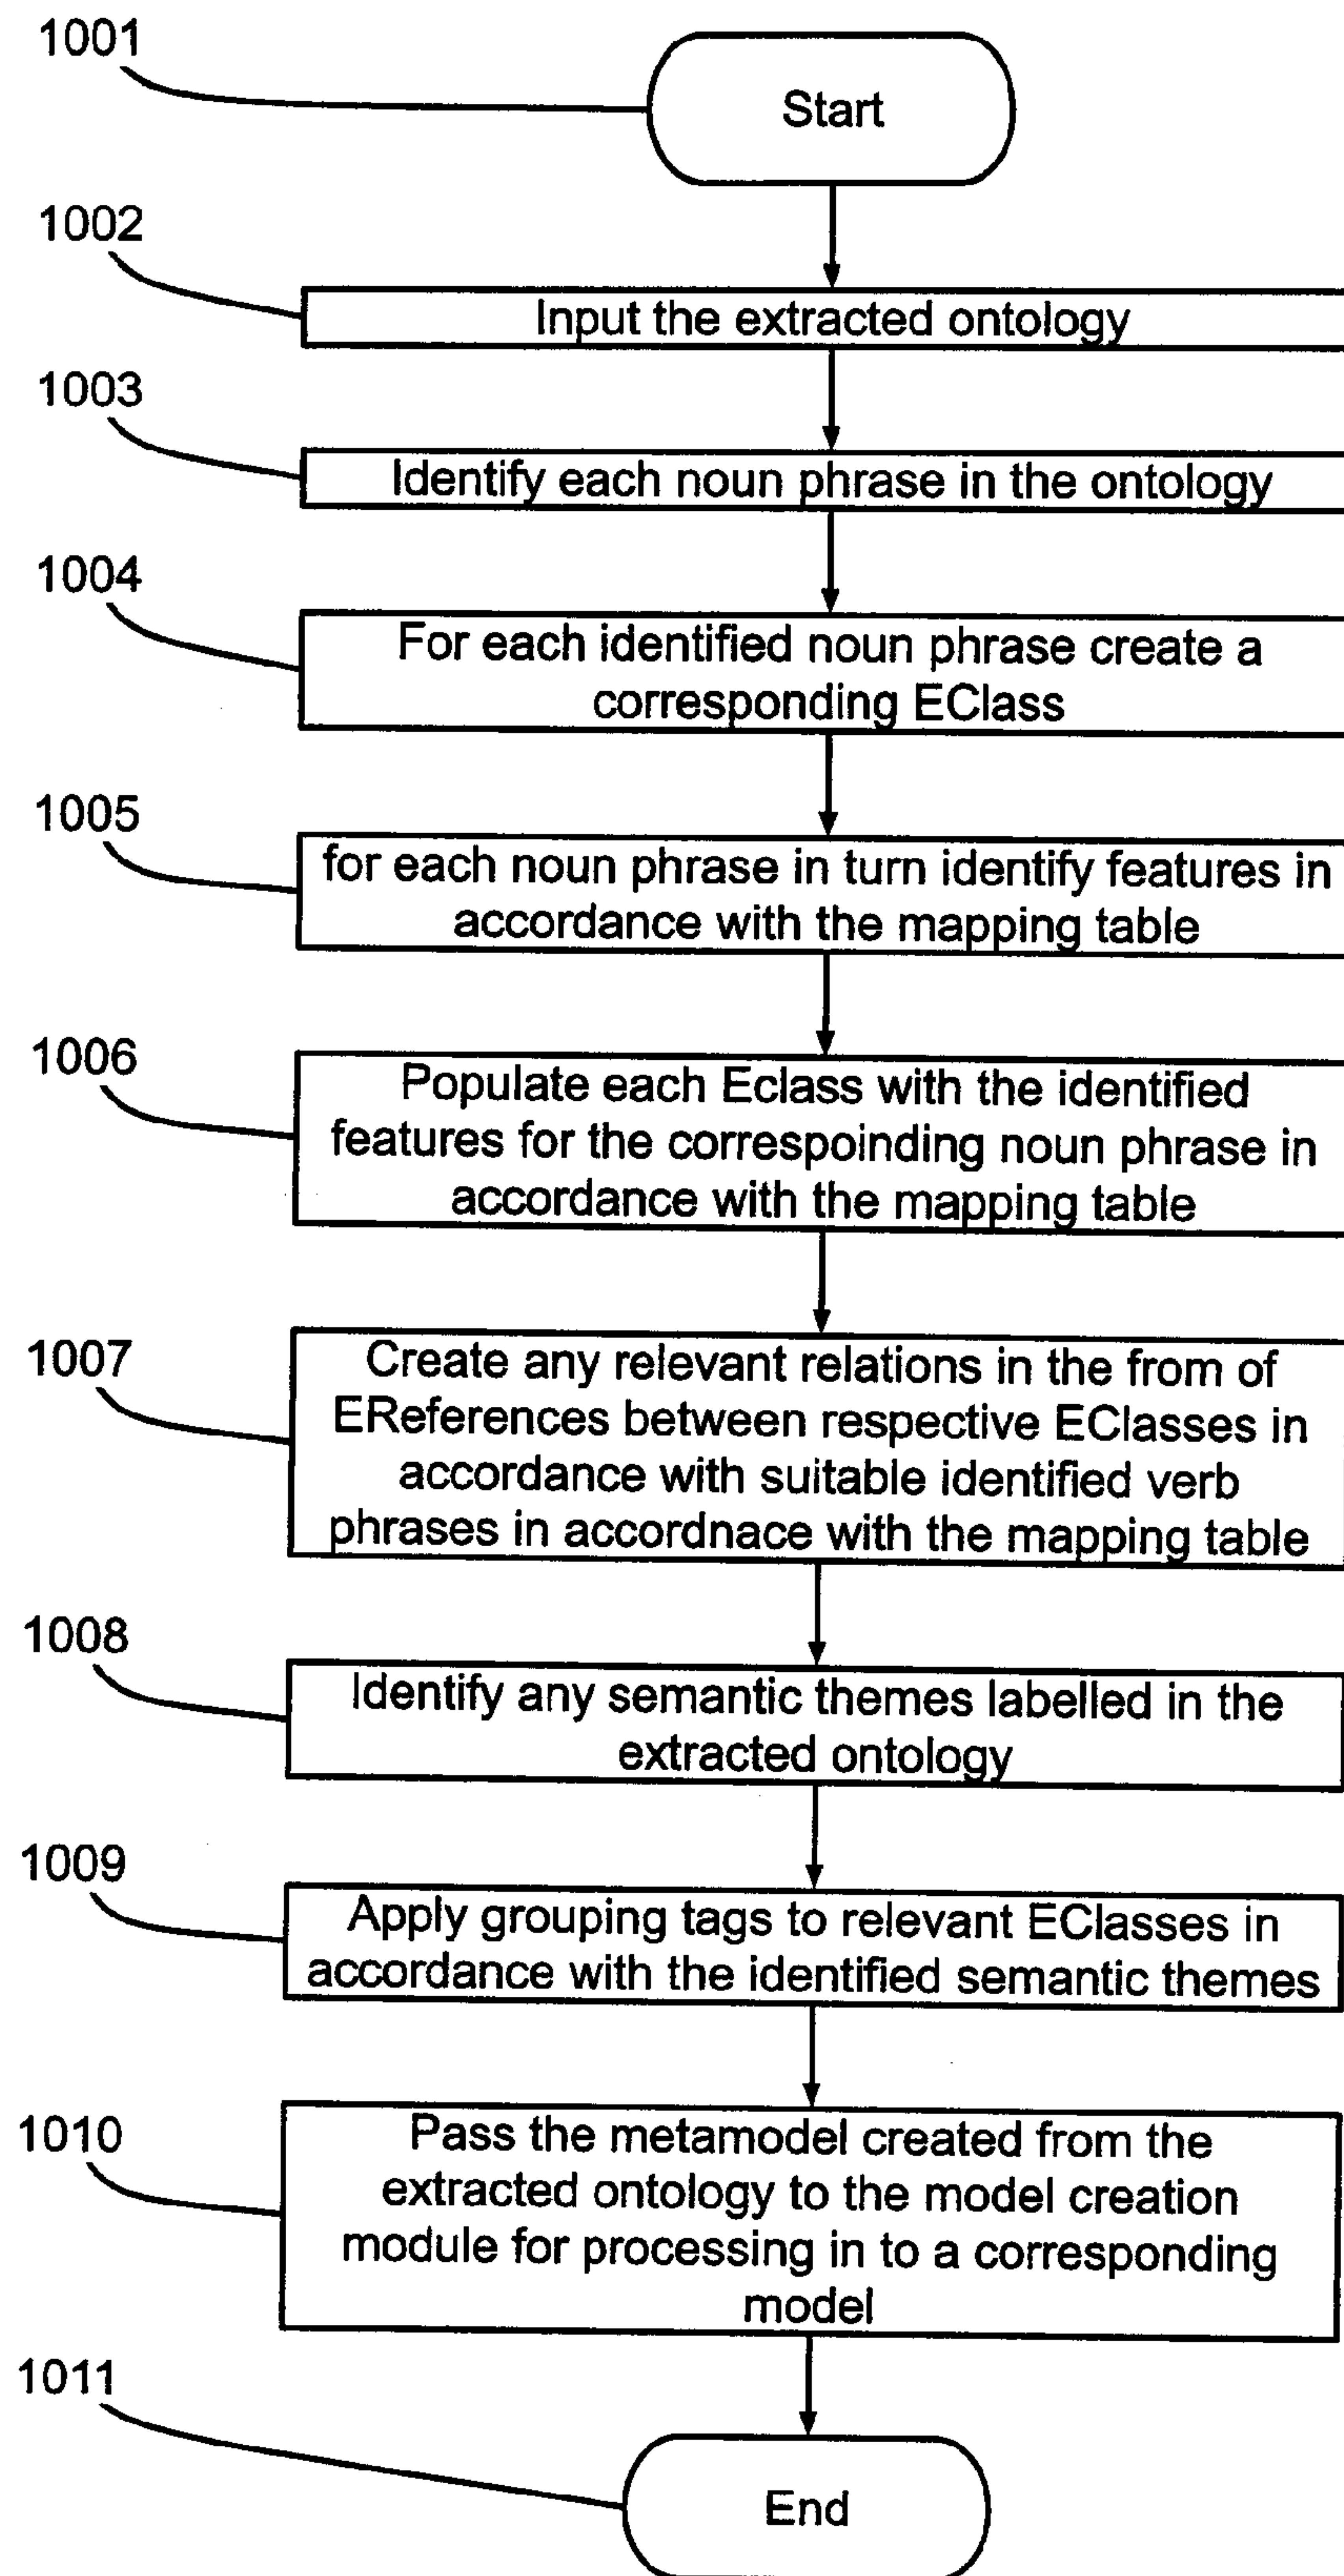 1001
Start
1002
Input the extracted ontology
1003
Identify each noun phrase in the ontology
1004
For each identified noun phrase create a
corresponding EClass
1005
for each noun phrase in turn identify features in
accordance with the mapping table
1006
Populate each Eclass with the identified
features for the correspoinding noun phrase in
accordance with the mapping table
1007
Create any relevant relations in the from of
EReferences between respective EClasses in
accordance with suitable identified verb
phrases in accordnace with the mapping table
1008
Identify any semantic themes labelled in the
extracted ontology
1009
Apply grouping tags to relevant EClasses in
accordance with the identified semantic themes
1010
Pass the metamodel created from the
extracted ontology to the model creation
module for processing in to a corresponding
model
1011
End